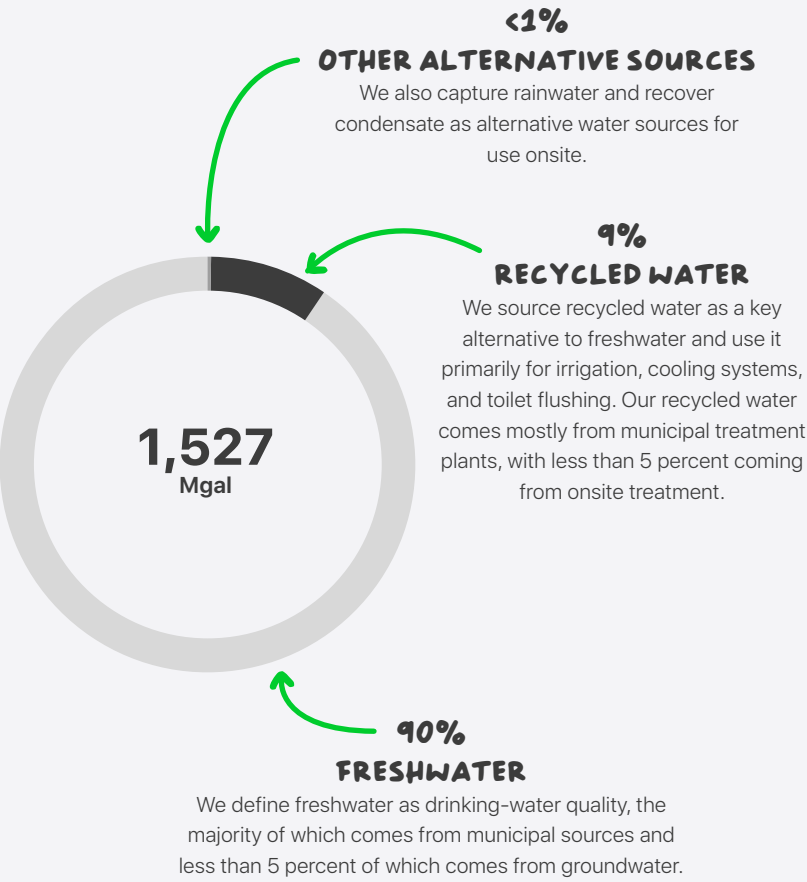 <1%
OTHER ALTERNATIVE SOURCES
We also capture rainwater and recover
condensate as alternative water sources for
use onsite.
9%
RECYCLED WATER
We source recycled water as a key
alternative to freshwater and use it
primarily for irrigation, cooling systems,
and toilet flushing. Our recycled water
comes mostly from municipal treatment
plants, with less than 5 percent coming
from onsite treatment.
1,527
Mgal
90%
FRESHWATER
We define freshwater as drinking-water quality, the
majority of which comes from municipal sources and
less than 5 percent of which comes from groundwater.